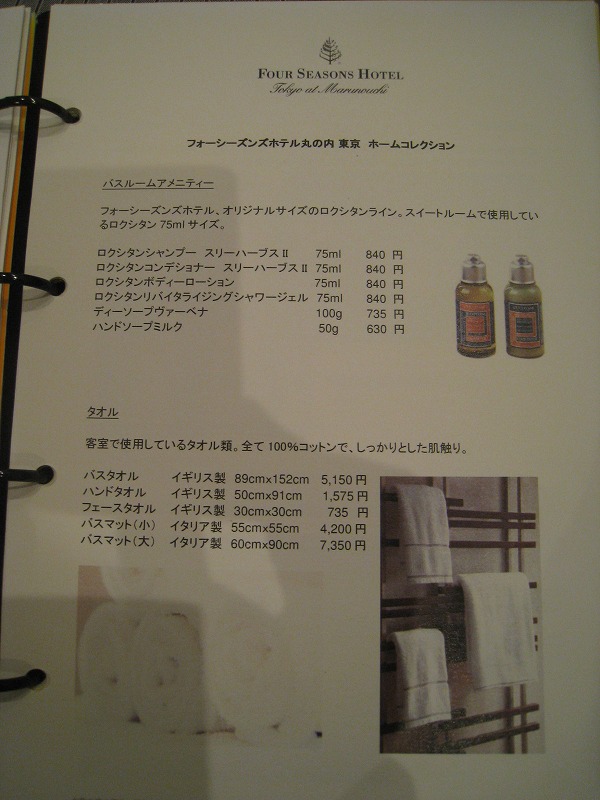 FOUR SEASONS HOTEL
Tokyo at Marunouchi
フォーシーズンズホテル丸の内 東京 ホームコレクション
バスルームアメニティー
フォーシーズンズホテル、オリジナルサイズのロクシタンライン。スイートルームで使用してい
るロクシタン 75ml サイズ。
ロクシタンシャンプー スリーハーブスⅡ 75ml 840 円
ロクシタンコンデショナー スリーハーブスⅡ 75ml 840 円
ロクシタンボディーローション 75ml 840 円
ロクシタンリバイタライジングシャワージェル 75ml 840 円
ディーソープヴァーベナ 100g 735 円
ハンドソープミルク 50g 630 円
タオル
客室で使用しているタオル類。全て 100%コットンで、しっかりとした肌触り。
バスタオル イギリス製 89cmx152cm 5,150円
ハンドタオル イギリス製 50cmx91cm 1,575円
フェースタオル イギリス製 30cmx30cm 735 円
バスマット(小) イタリア製 55cmx55cm 4,200 円
バスマット(大) イタリア製 60cmx90cm 7,350 円